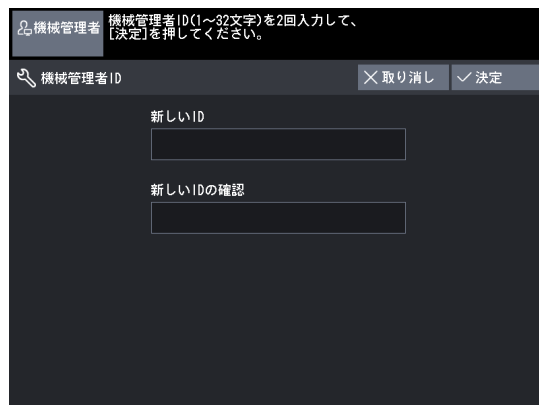 機械管理者
機械管理者ID(1～32文字)を2回入力して、
[決定]を押してください。
機械管理者ID
取り消し
決定
新しいID
新しいIDの確認